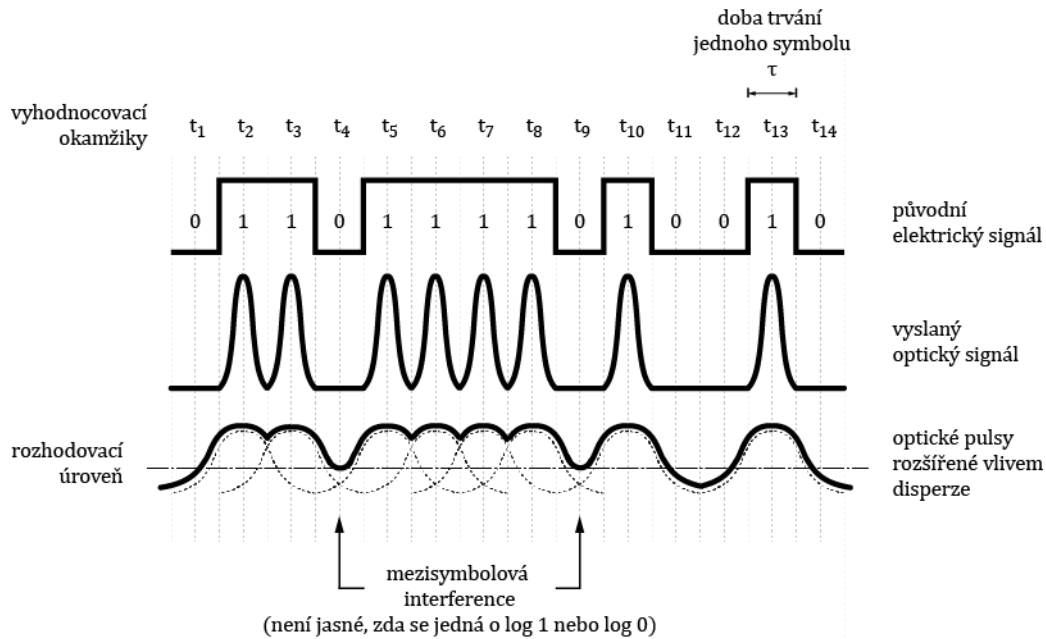 doba trvání
jednoho symbolu
τ
vyhodnocovací
okamžiky
t₁ t₂ t₃ t₄ t₅ t₆ t₇ t₈ t₉ t₁₀ t₁₁ t₁₂ t₁₃ t₁₄
0 1 1 0 1 1 1 1 0 1 0 0 1 0
původní
elektrický signál
vyslaný
optický signál
rozhodovací
úroveň
optické pulsy
rozšířené vlivem
disperze
mezisymbolová
interference
(není jasné, zda se jedná o log 1 nebo log 0)